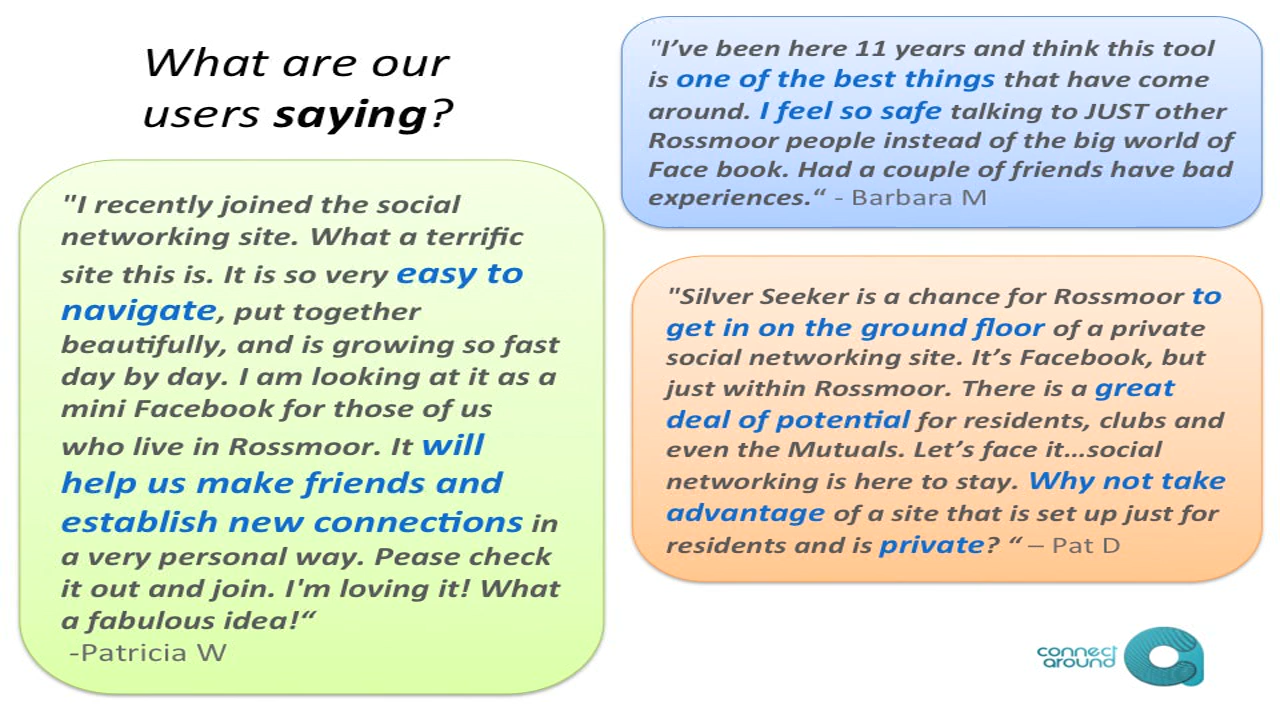 What are our
users saying?
"I recently joined the social
networking site. What a terrific
site this is. It is so very easy to
navigate, put together
beautifully, and is growing so fast
day by day. I am looking at it as a
mini Facebook for those of us
who live in Rossmoor. It will
help us make friends and
establish new connections in
a very personal way. Pease check
it out and join. I'm loving it! What
a fabulous idea!“
-Patricia W
"I’ve been here 11 years and think this tool
is one of the best things that have come
around. I feel so safe talking to JUST other
Rossmoor people instead of the big world of
Face book. Had a couple of friends have bad
experiences.“ - Barbara M
"Silver Seeker is a chance for Rossmoor to
get in on the ground floor of a private
social networking site. It’s Facebook, but
just within Rossmoor. There is a great
deal of potential for residents, clubs and
even the Mutuals. Let’s face it…social
networking is here to stay. Why not take
advantage of a site that is set up just for
residents and is private? “ – Pat D
connect
around